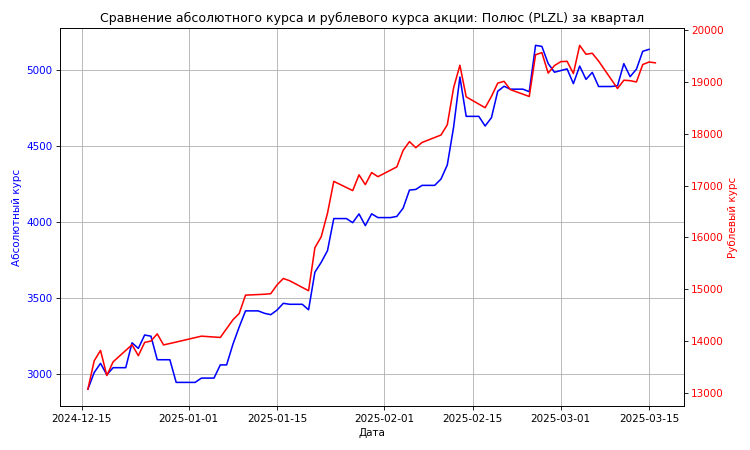 Сравнение абсолютного курса и рублевого курса акции: Полюс (PLZL) за квартал
Абсолютный курс
5000
4500
4000
3500
3000
20000
19000
18000
17000
16000
15000
14000
13000
Рублевый курс
2024-12-15 2025-01-01 2025-01-15 2025-02-01 2025-02-15 2025-03-01 2025-03-15
Дата